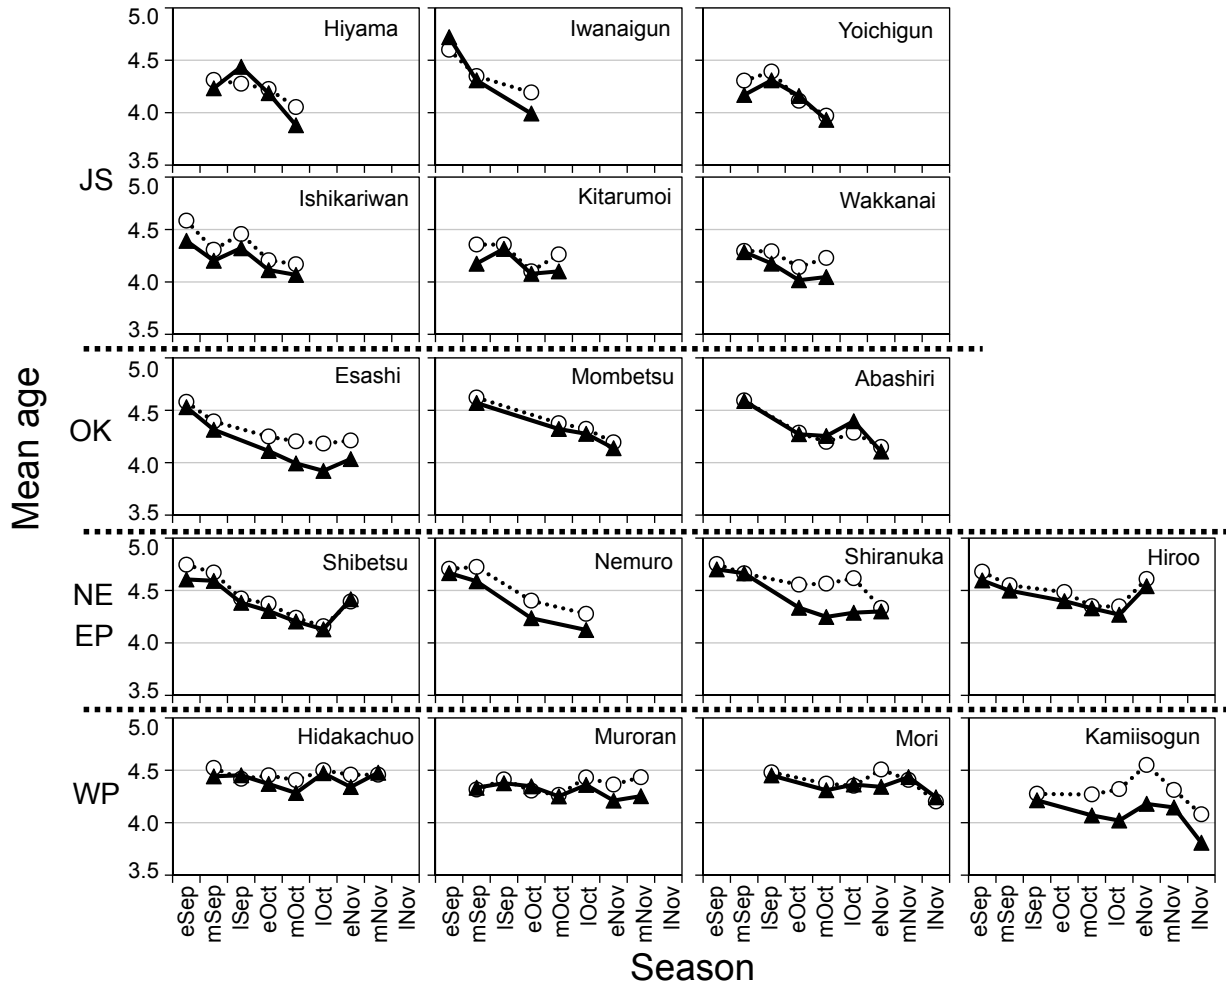 Hiyama
Iwanaigun
Yoichigun
5.0
4.5
4.0
3.5
JS
Ishikariwan
Kitarumoi
Wakkanai
5.0
4.5
4.0
3.5
Mean age
Esashi
Mombetsu
Abashiri
5.0
4.5
4.0
3.5
OK
Shibetsu
Nemuro
Shiranuka
Hiroo
5.0
4.5
4.0
3.5
NE
EP
Hidakachuo
Muroran
Mori
Kamiisogun
5.0
4.5
4.0
3.5
WP
eSep mSep lSep eOct mOct lOct eNov mNov lNov
eSep mSep lSep eOct mOct lOct eNov mNov lNov
eSep mSep lSep eOct mOct lOct eNov mNov lNov
eSep mSep lSep eOct mOct lOct eNov mNov lNov
Season